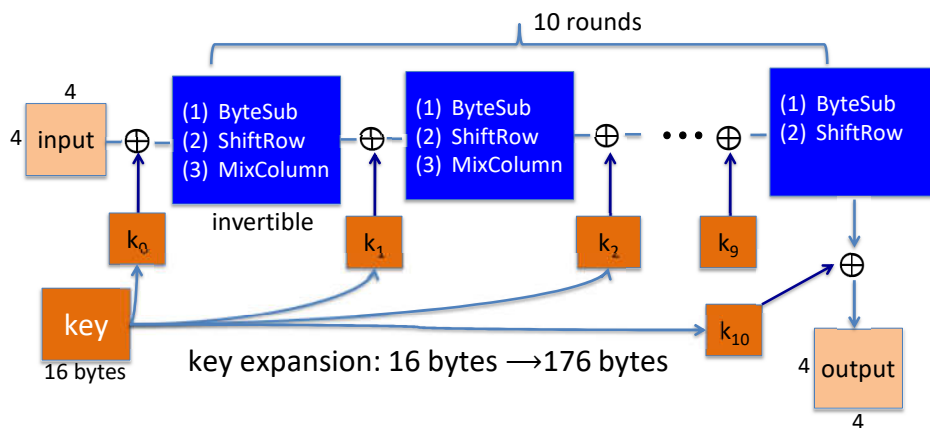 10 rounds
4
4
input
(1) ByteSub
(2) ShiftRow
(3) MixColumn
invertible
(1) ByteSub
(2) ShiftRow
(3) MixColumn
(1) ByteSub
(2) ShiftRow
k₀
k₁
k₂
k₉
key
16 bytes
k₁₀
key expansion: 16 bytes ⟶176 bytes
4
output
4